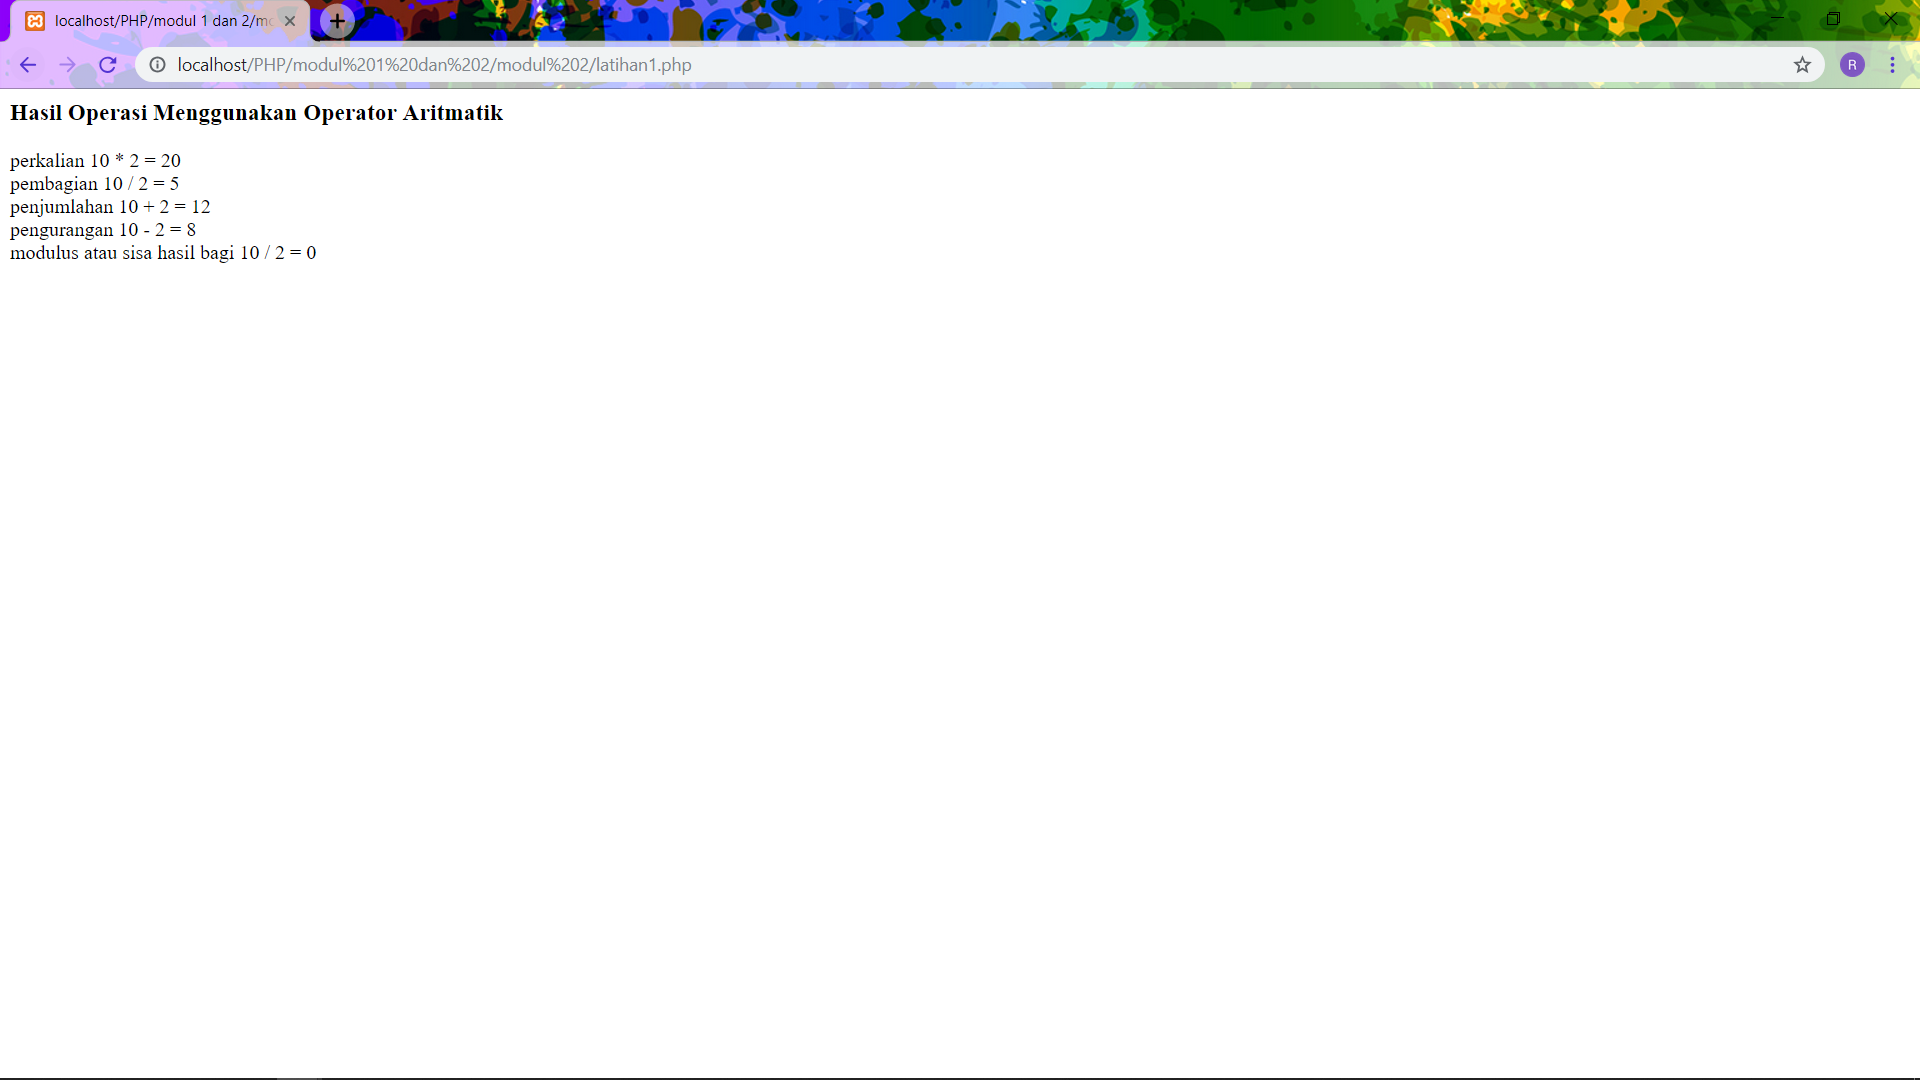 localhost/PHP/modul 1 dan 2/mo
localhost/PHP/modul%201%20dan%202/modul%202/latihan1.php
R
Hasil Operasi Menggunakan Operator Aritmatik
perkalian 10 * 2 = 20
pembagian 10 / 2 = 5
penjumlahan 10 + 2 = 12
pengurangan 10 - 2 = 8
modulus atau sisa hasil bagi 10 / 2 = 0